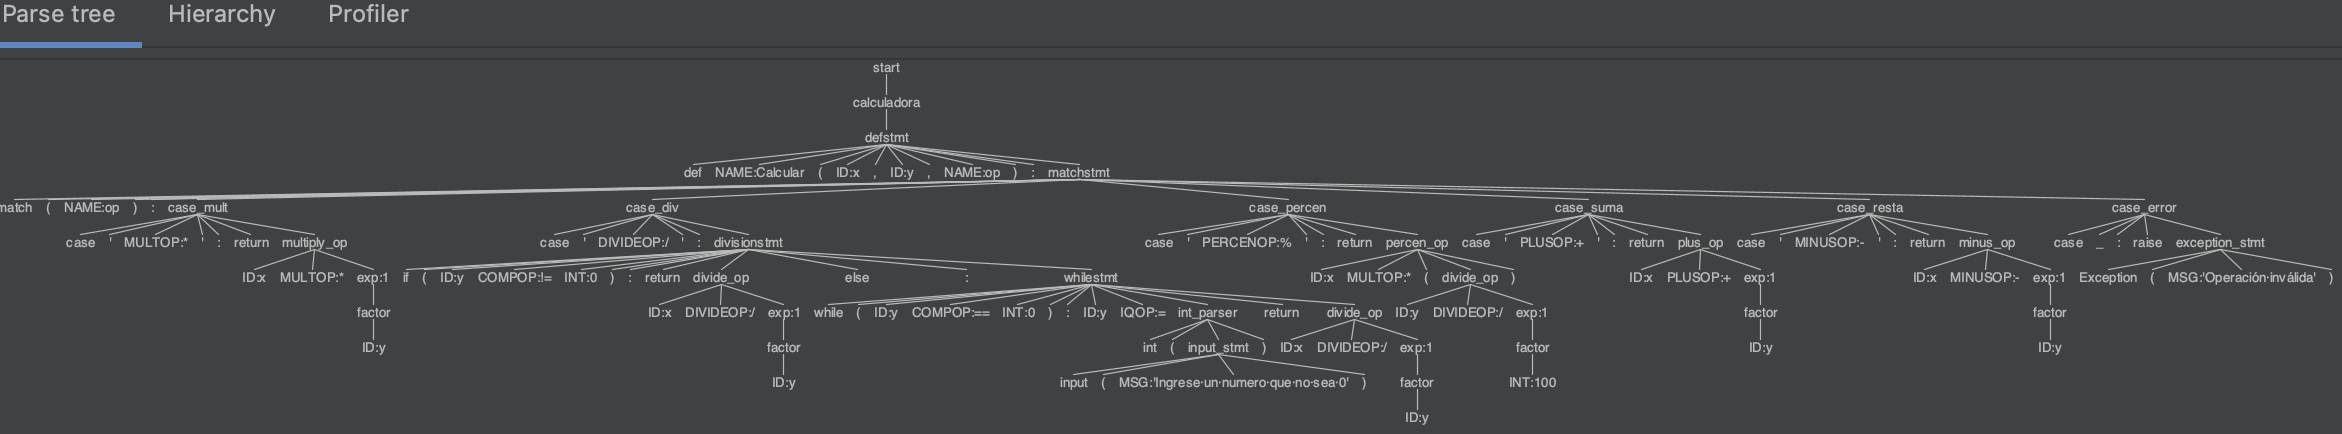 Parse tree Hierarchy Profiler
start
calculadora
defstmt
def NAME:Calcular ( ID:x , ID:y , NAME:op ) : matchstmt
match ( NAME:op ) : case_mult case_div case_percen case_suma case_resta case_error
case ' MULTOP:* ' : return multiply_op case ' DIVIDEOP:/ ' : divisionstmt case ' PERCENOP:% ' : return percen_op case ' PLUSOP:+ ' : return plus_op case ' MINUSOP:- ' : return minus_op case _ : raise exception_stmt
ID:x MULTOP:* exp:1 if ( ID:y COMPOP:!= INT:0 ) : return divide_op else : whilestmt ID:x MULTOP:* ( divide_op ) ID:x PLUSOP:+ exp:1 ID:x MINUSOP:- exp:1 Exception ( MSG:'Operación·inválida' )
factor ID:x DIVIDEOP:/ exp:1 while ( ID:y COMPOP:== INT:0 ) : ID:y IQOP:= int_parser return divide_op ID:y DIVIDEOP:/ exp:1 factor factor
ID:y factor int ( input_stmt ) ID:x DIVIDEOP:/ exp:1 factor ID:y ID:y
ID:y input ( MSG:'Ingrese·un·numero·que·no·sea·0' ) factor INT:100
ID:y